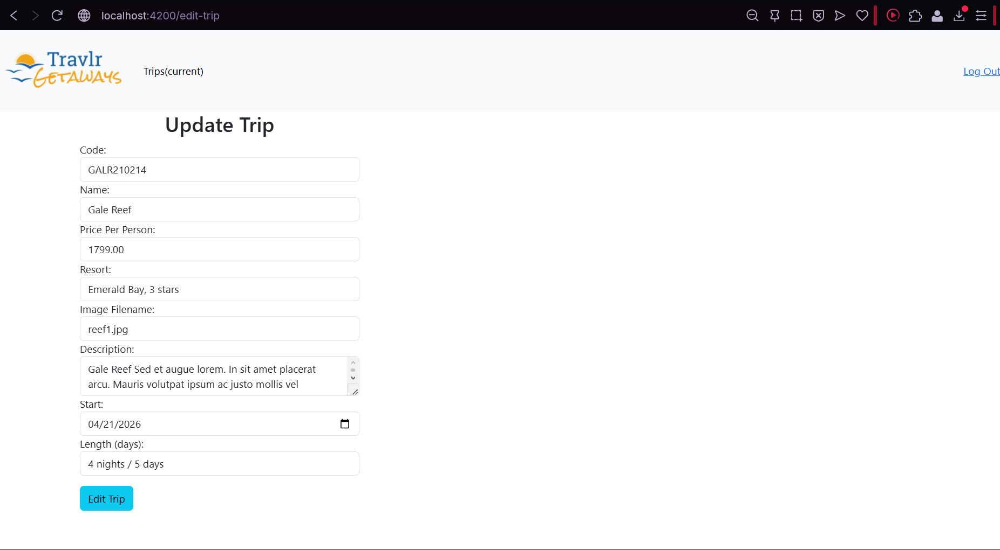 localhost:4200/edit-trip
Travlr
GETAWAYS
Trips(current)
Log Out
Update Trip
Code:
GALR210214
Name:
Gale Reef
Price Per Person:
1799.00
Resort:
Emerald Bay, 3 stars
Image Filename:
reef1.jpg
Description:
Gale Reef Sed et augue lorem. In sit amet placerat
arcu. Mauris volutpat ipsum ac justo mollis vel
Start:
04/21/2026
Length (days):
4 nights / 5 days
Edit Trip